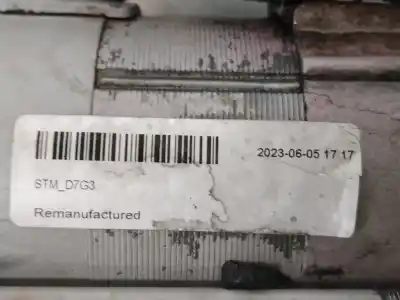 2023-06-05 17 17
STM_D7G3
Remanufactured